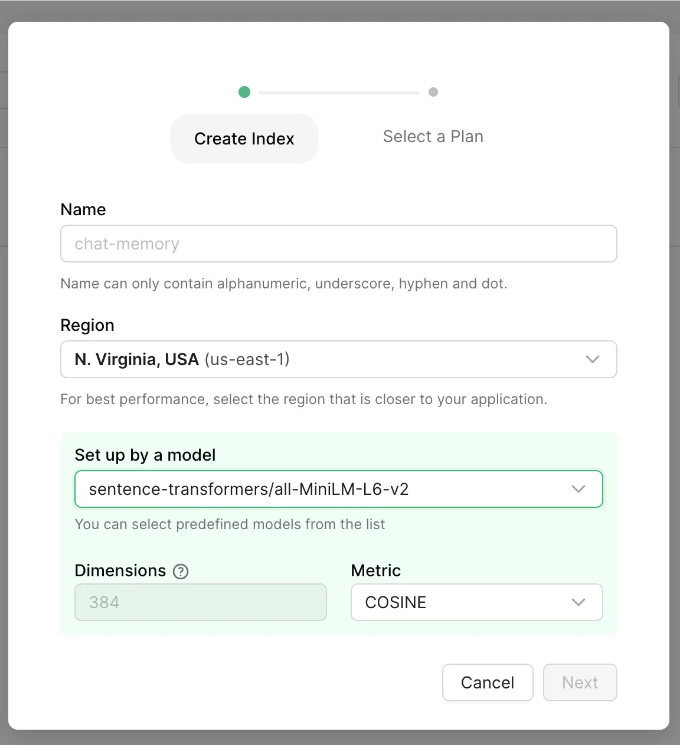 Create Index
Select a Plan
Name
chat-memory
Name can only contain alphanumeric, underscore, hyphen and dot.
Region
N. Virginia, USA (us-east-1)
For best performance, select the region that is closer to your application.
Set up by a model
sentence-transformers/all-MiniLM-L6-v2
You can select predefined models from the list
Dimensions ?
Metric
384
COSINE
Cancel
Next